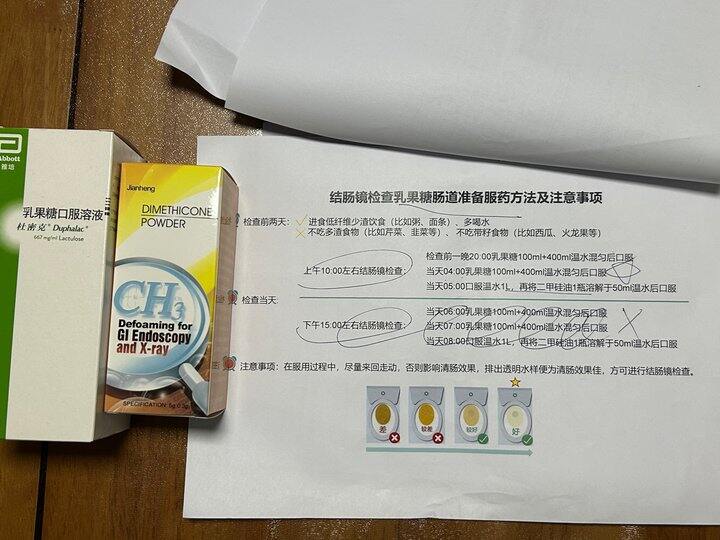 Abbott
雅培
乳果糖口服溶液
杜密克® Duphalac®
667 mg/ml Lactulose
Jianheng
DIMETHICONE
POWDER
CH3
Defoaming for
GI Endoscopy
and X-ray
SPECIFICATION: 5g:0.3g
结肠镜检查乳果糖肠道准备服药方法及注意事项
检查前两天: 进食低纤维少渣饮食（比如粥、面条）、多喝水
不吃多渣食物（比如芹菜、韭菜等）、不吃带籽食物（比如西瓜、火龙果等）
检查前一晚20:00乳果糖100ml+400ml温水混匀后口服
上午10:00左右结肠镜检查: 当天04:00乳果糖100ml+400ml温水混匀后口服
当天05:00口服温水1L，再将二甲硅油1瓶溶解于50ml温水后口服
检查当天:
当天06:00乳果糖100ml+400ml温水混匀后口服
下午15:00左右结肠镜检查: 当天07:00乳果糖100ml+400ml温水混匀后口服
当天08:00口服温水1L，再将二甲硅油1瓶溶解于50ml温水后口服
注意事项: 在服用过程中，尽量来回走动，否则影响清肠效果，排出透明水样便为清肠效果佳，方可进行结肠镜检查。
差 较差 较好 好